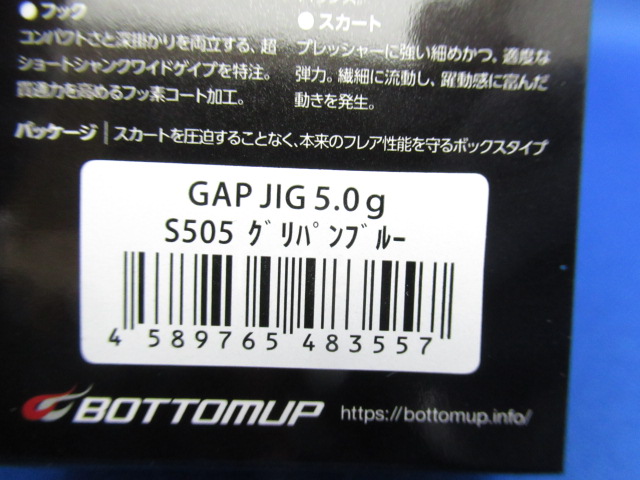 ●フック
コンパクトさと深掛かりを両立する、超
ショートシャンクワイドゲイプを特注。
貫通力を高めるフッ素コート加工。
●スカート
プレッシャーに強い細めかつ、適度な
弾力。繊細に流動し、躍動感に富んだ
動きを発生。
パッケージ｜スカートを圧迫することなく、本来のフレア性能を守るボックスタイプ
GAP JIG 5.0g
S505 ｸﾞﾘﾊﾟﾝﾌﾞﾙｰ
4 589765 483557
BOTTOMUP
https://bottomup.info/